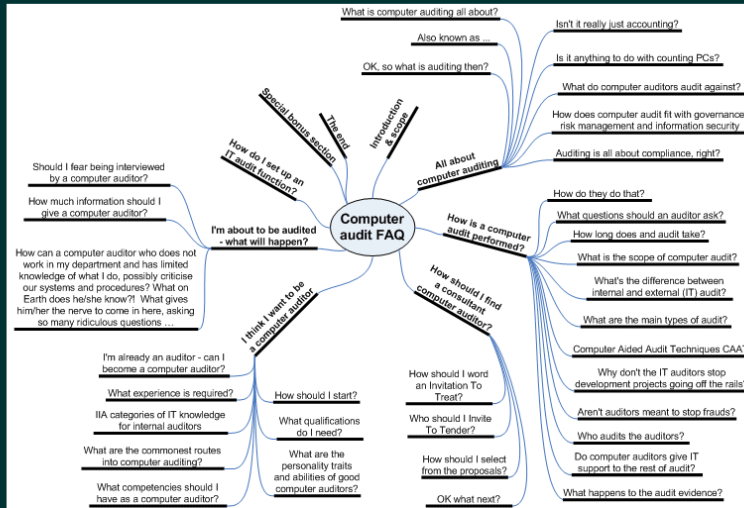 What is computer auditing all about?
Also known as ...
OK, so what is auditing then?
Isn't it really just accounting?
Is it anything to do with counting PCs?
What do computer auditors audit against?
How does computer audit fit with governance
risk management and information security
Auditing is all about compliance, right?
All about
computer auditing
Introduction
& scope
The end
Special bonus section
How do I set up an
IT audit function?
Computer
audit FAQ
Should I fear being interviewed
by a computer auditor?
How much information should I
give a computer auditor?
I'm about to be audited
- what will happen?
How can a computer auditor who does not
work in my department and has limited
knowledge of what I do, possibly criticise
our systems and procedures? What on
Earth does he/she know?! What gives
him/her the nerve to come in here, asking
so many ridiculous questions ...
How is a computer
audit performed?
How do they do that?
What questions should an auditor ask?
How long does and audit take?
What is the scope of computer audit?
What's the difference between
internal and external (IT) audit?
What are the main types of audit?
Computer Aided Audit Techniques CAAT
Why don't the IT auditors stop
development projects going off the rails?
Aren't auditors meant to stop frauds?
Who audits the auditors?
Do computer auditors give IT
support to the rest of audit?
What happens to the audit evidence?
How should I find
a consultant
computer auditor?
How should I word
an Invitation To
Treat?
Who should I Invite
To Tender?
How should I select
from the proposals?
OK what next?
I think I want to be
a computer auditor
I'm already an auditor - can I
become a computer auditor?
What experience is required?
IIA categories of IT knowledge
for internal auditors
What are the commonest routes
into computer auditing?
What competencies should I
have as a computer auditor?
How should I start?
What qualifications
do I need?
What are the
personality traits
and abilities of good
computer auditors?